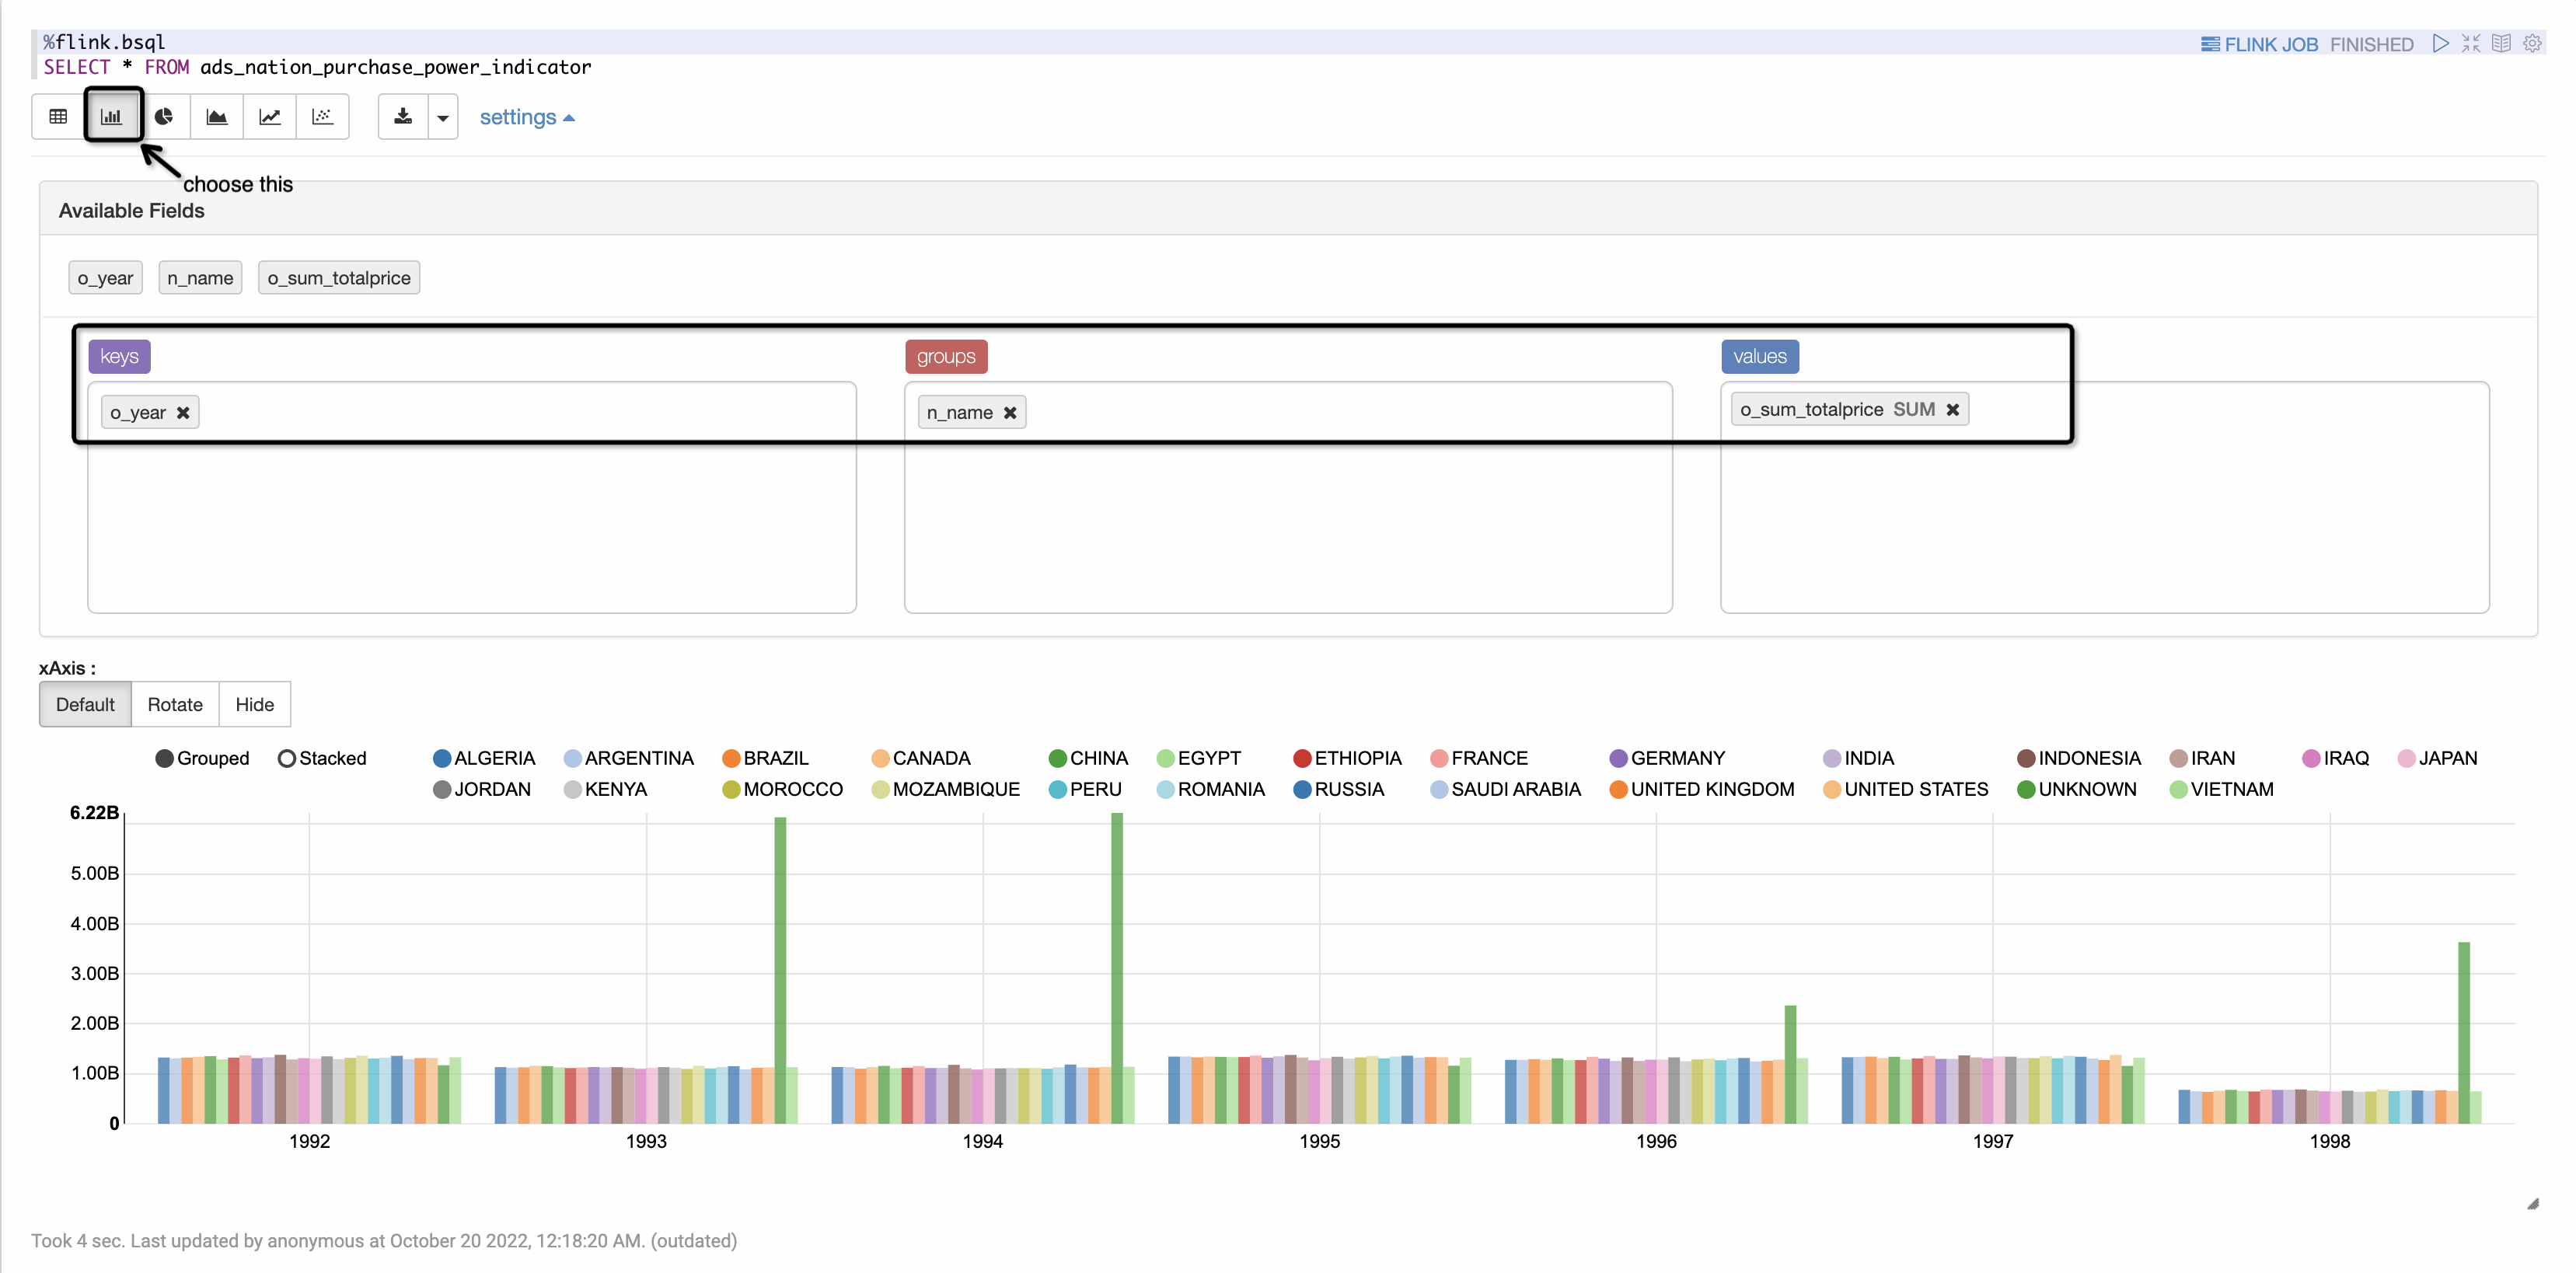 %flink.bsql
FLINK JOB FINISHED
SELECT * FROM ads_nation_purchase_power_indicator
settings
choose this
Available Fields
o_year n_name o_sum_totalprice
keys groups values
o_year n_name o_sum_totalprice SUM
xAxis :
Default Rotate Hide
Grouped Stacked ALGERIA ARGENTINA BRAZIL CANADA CHINA EGYPT ETHIOPIA FRANCE GERMANY INDIA INDONESIA IRAN IRAQ JAPAN
JORDAN KENYA MOROCCO MOZAMBIQUE PERU ROMANIA RUSSIA SAUDI ARABIA UNITED KINGDOM UNITED STATES UNKNOWN VIETNAM
6.22B
5.00B
4.00B
3.00B
2.00B
1.00B
0
1992 1993 1994 1995 1996 1997 1998
Took 4 sec. Last updated by anonymous at October 20 2022, 12:18:20 AM. (outdated)